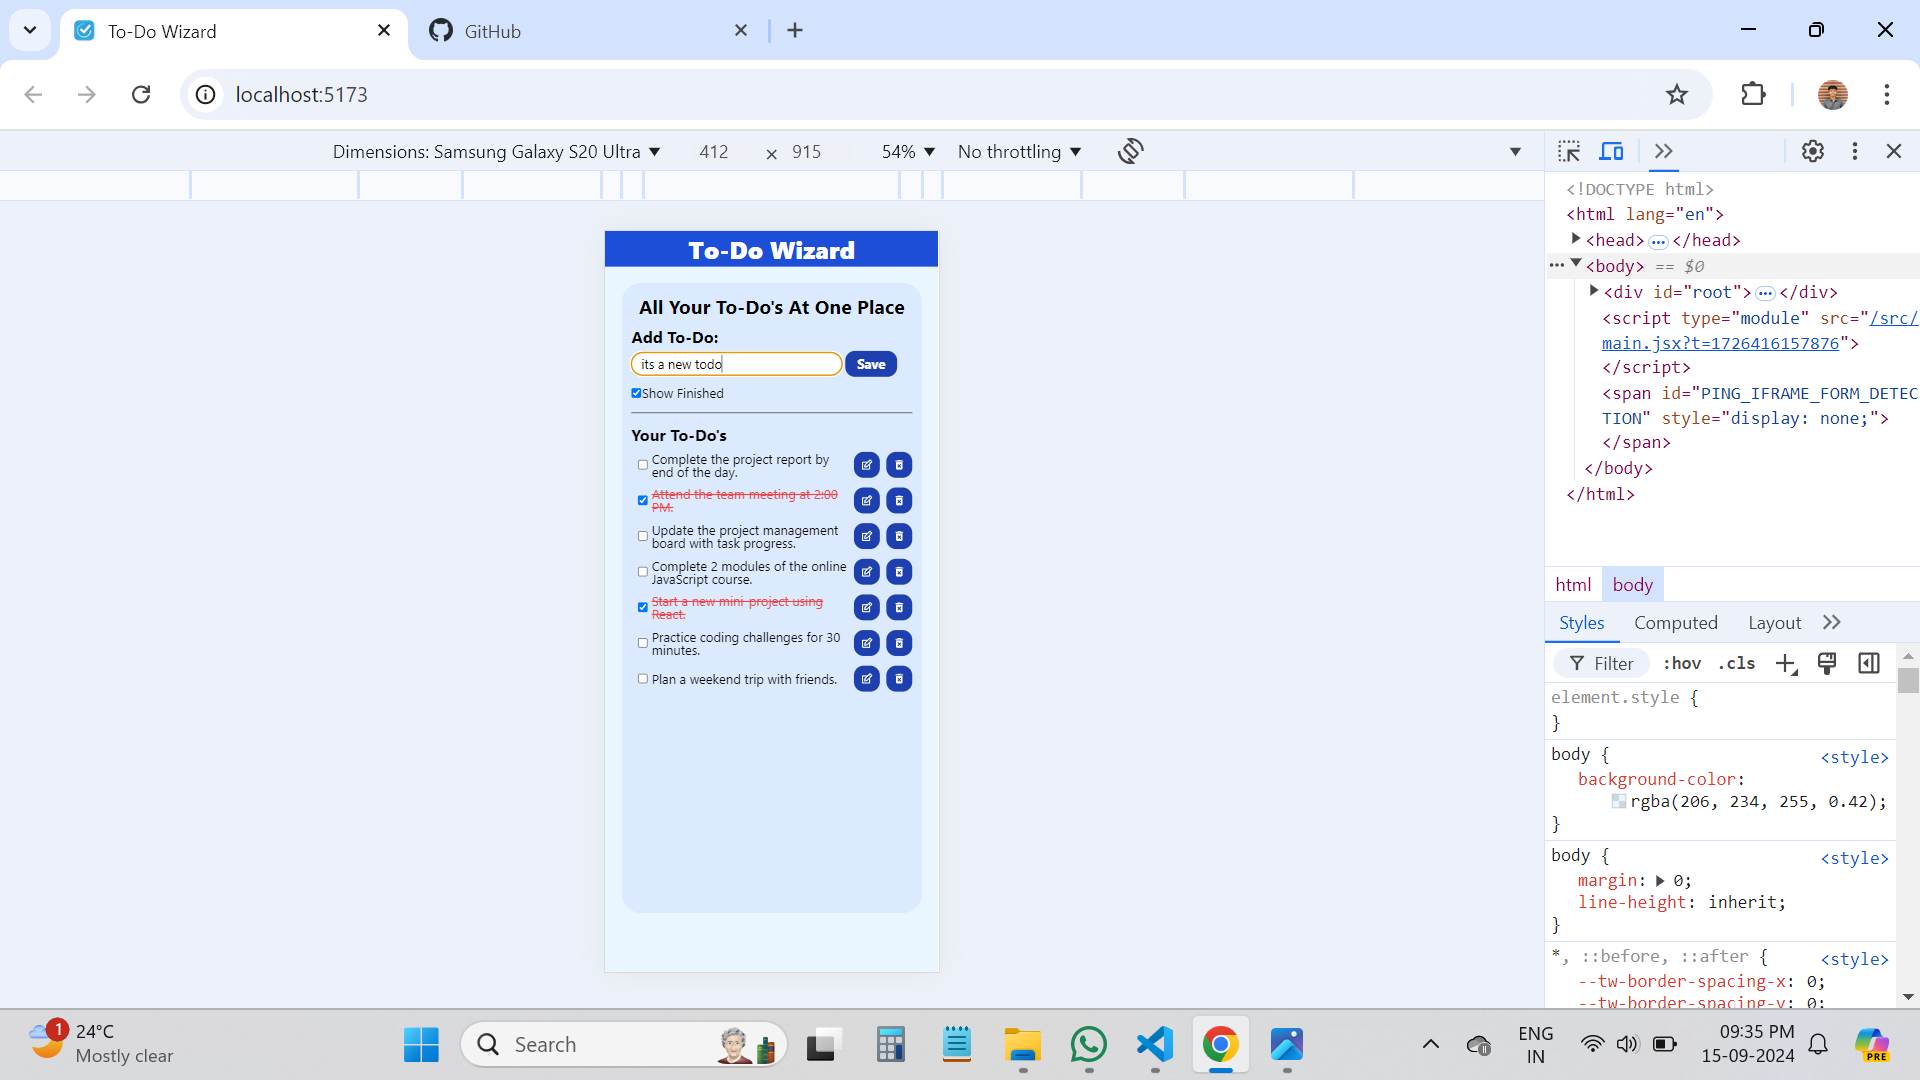 To-Do Wizard
GitHub
localhost:5173
Dimensions: Samsung Galaxy S20 Ultra ▼ 412 × 915 54% ▼ No throttling ▼
<!DOCTYPE html>
<html lang="en">
<head> ••• </head>
••• <body> == $0
<div id="root"> ••• </div>
<script type="module" src="/src/
main.jsx?t=1726416157876">
</script>
<span id="PING_IFRAME_FORM_DETEC
TION" style="display: none;">
</span>
</body>
</html>
html body
Styles Computed Layout
Filter :hov .cls
element.style {
}
body { <style>
background-color:
rgba(206, 234, 255, 0.42);
}
body { <style>
margin: 0;
line-height: inherit;
}
*, ::before, ::after { <style>
--tw-border-spacing-x: 0;
--tw-border-spacing-y: 0;
To-Do Wizard
All Your To-Do's At One Place
Add To-Do:
its a new todo
Save
Show Finished
Your To-Do's
Complete the project report by
end of the day.
Attend the team meeting at 2:00
PM.
Update the project management
board with task progress.
Complete 2 modules of the online
JavaScript course.
Start a new mini-project using
React.
Practice coding challenges for 30
minutes.
Plan a weekend trip with friends.
1
24°C
Mostly clear
Search
ENG
IN
09:35 PM
15-09-2024
PRE